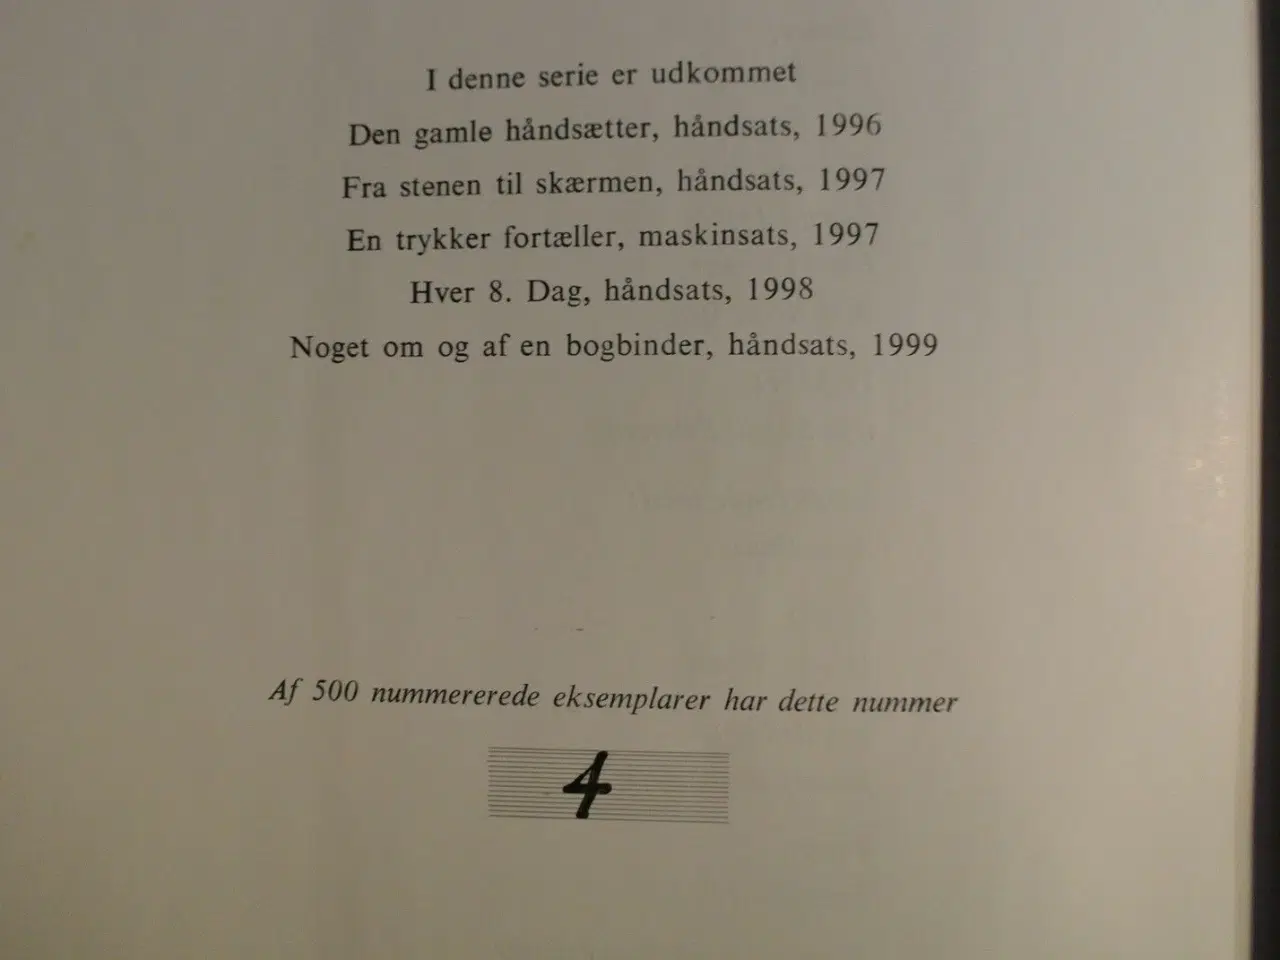 I denne serie er udkommet
Den gamle håndsætter, håndsats, 1996
Fra stenen til skærmen, håndsats, 1997
En trykker fortæller, maskinsats, 1997
Hver 8. Dag, håndsats, 1998
Noget om og af en bogbinder, håndsats, 1999
Af 500 nummererede eksemplarer har dette nummer
4